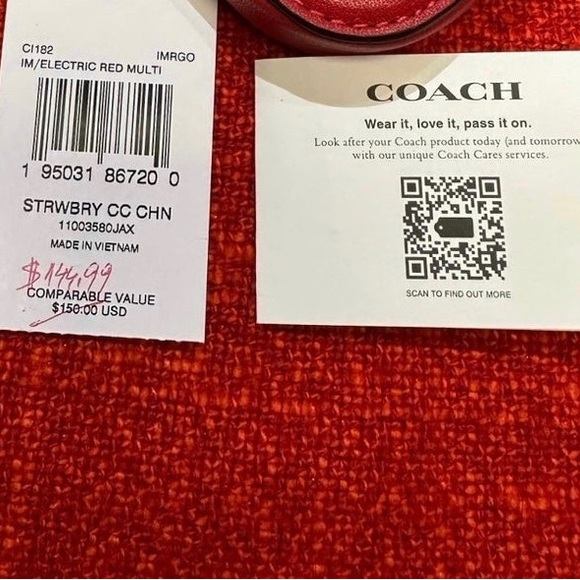 CI182 IMRGO
IM/ELECTRIC RED MULTI
1 95031 86720 0
STRWBRY CC CHN
11003580JAX
MADE IN VIETNAM
$144,99
COMPARABLE VALUE
$150.00 USD
COACH
Wear it, love it, pass it on.
Look after your Coach product today (and tomorrow
with our unique Coach Cares services.
SCAN TO FIND OUT MORE